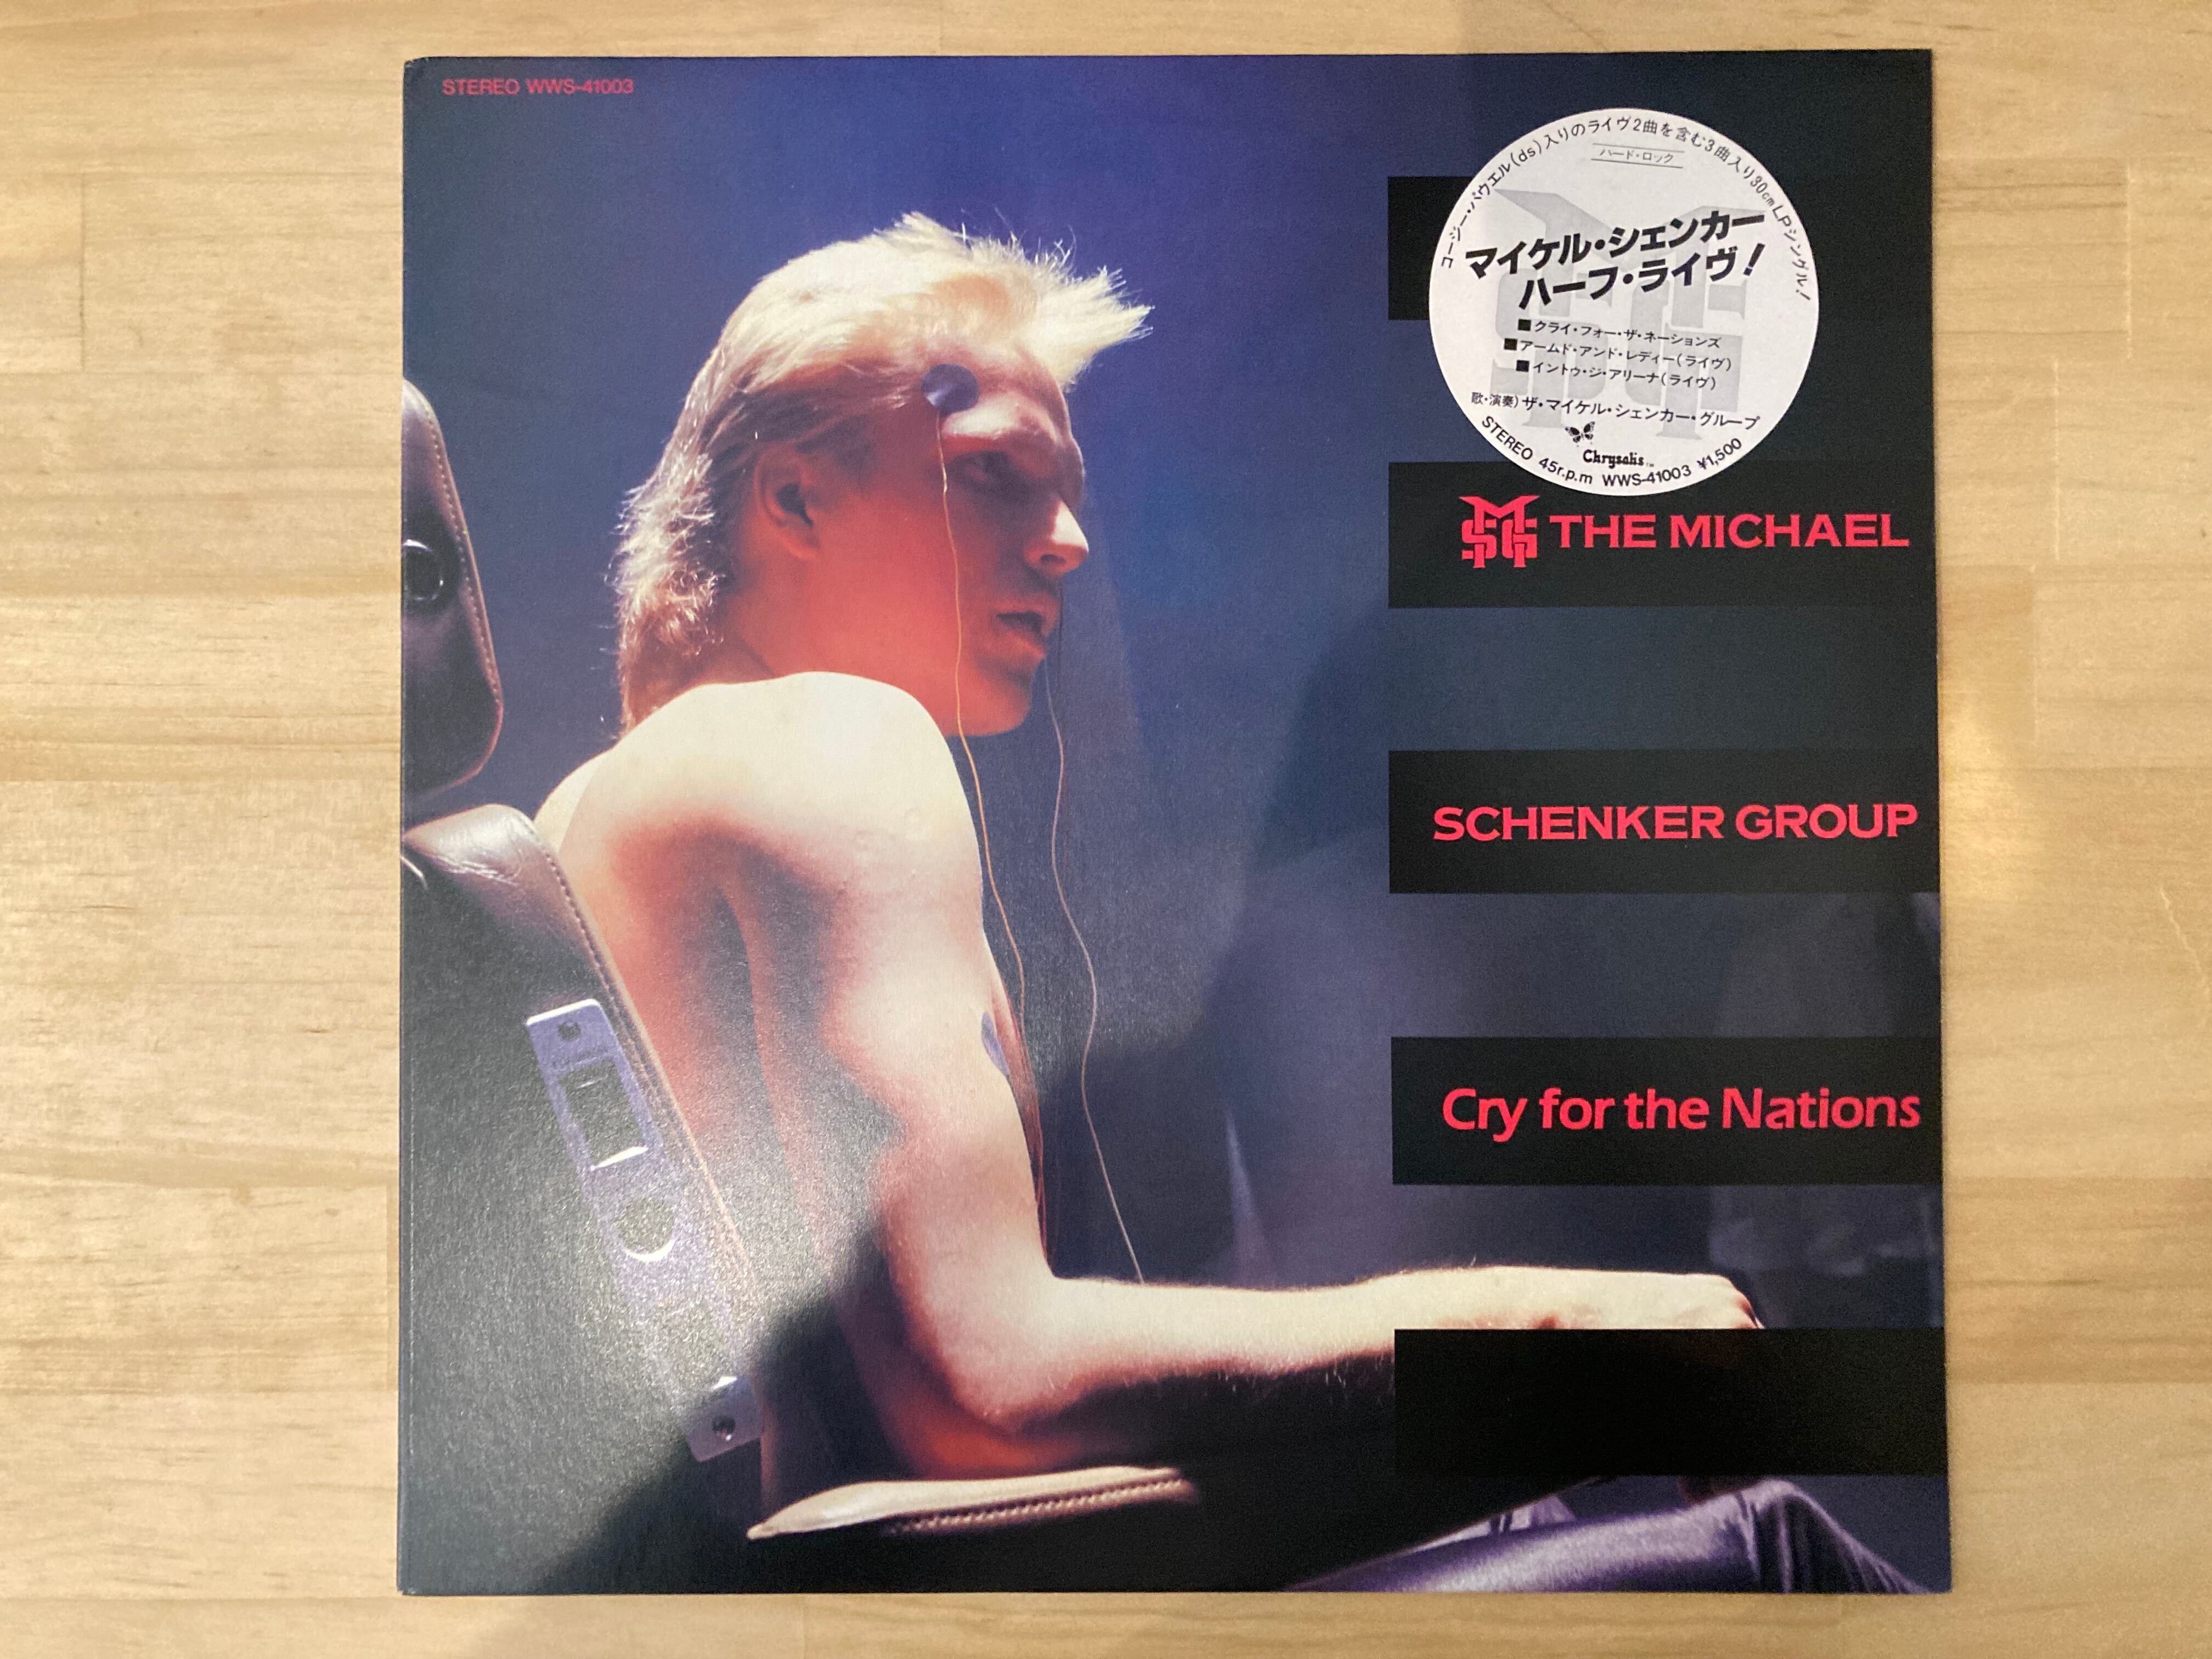 STEREO WWS-41003
コージー・パウエル(ds)入りのライヴ2曲を含む3曲入り30cmLPシングル!
ハード・ロック
マイケル・シェンカー
ハーフ・ライヴ!
■クライ・フォー・ザ・ネーションズ
■アームド・アンド・レディー(ライヴ)
■イントゥ・ジ・アリーナ(ライヴ)
歌・演奏)ザ・マイケル・シェンカー・グループ
Chrysalis™
STEREO 45r.p.m WWS-41003 ¥1,500
MSG THE MICHAEL
SCHENKER GROUP
Cry for the Nations